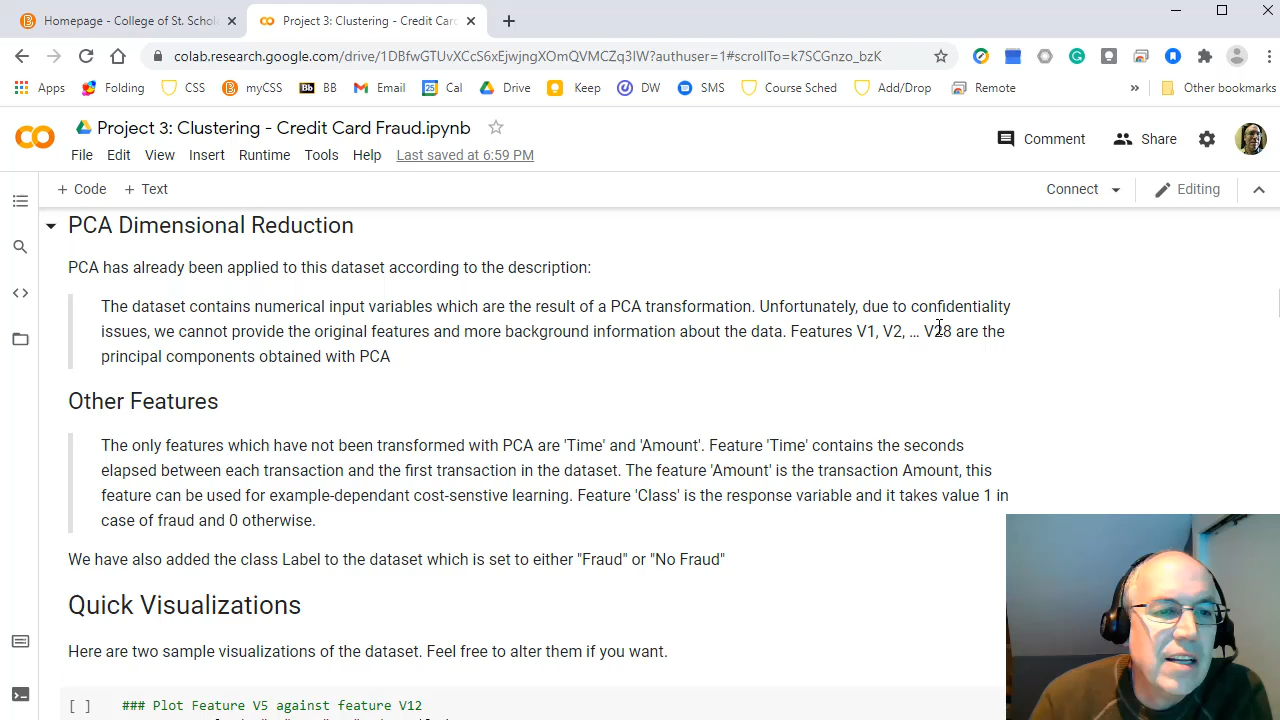 Homepage - College of St. Schol
Project 3: Clustering - Credit Card
colab.research.google.com/drive/1DBfwGTUvXCcS6xEjwjngXOmQVMCZq3IW?authuser=1#scrollTo=k7SCGnzo_bzK
Apps Folding CSS mCSS Bb BB Email 25 Cal Drive Keep DW SMS Course Sched Add/Drop Remote » Other bookmarks
Project 3: Clustering - Credit Card Fraud.ipynb
Comment Share
File Edit View Insert Runtime Tools Help Last saved at 6:59 PM
+ Code + Text Connect Editing
PCA Dimensional Reduction
PCA has already been applied to this dataset according to the description:
The dataset contains numerical input variables which are the result of a PCA transformation. Unfortunately, due to confidentiality
issues, we cannot provide the original features and more background information about the data. Features V1, V2, … V28 are the
principal components obtained with PCA
Other Features
The only features which have not been transformed with PCA are 'Time' and 'Amount'. Feature 'Time' contains the seconds
elapsed between each transaction and the first transaction in the dataset. The feature 'Amount' is the transaction Amount, this
feature can be used for example-dependant cost-senstive learning. Feature 'Class' is the response variable and it takes value 1 in
case of fraud and 0 otherwise.
We have also added the class Label to the dataset which is set to either "Fraud" or "No Fraud"
Quick Visualizations
Here are two sample visualizations of the dataset. Feel free to alter them if you want.
[ ] ### Plot Feature V5 against feature V12